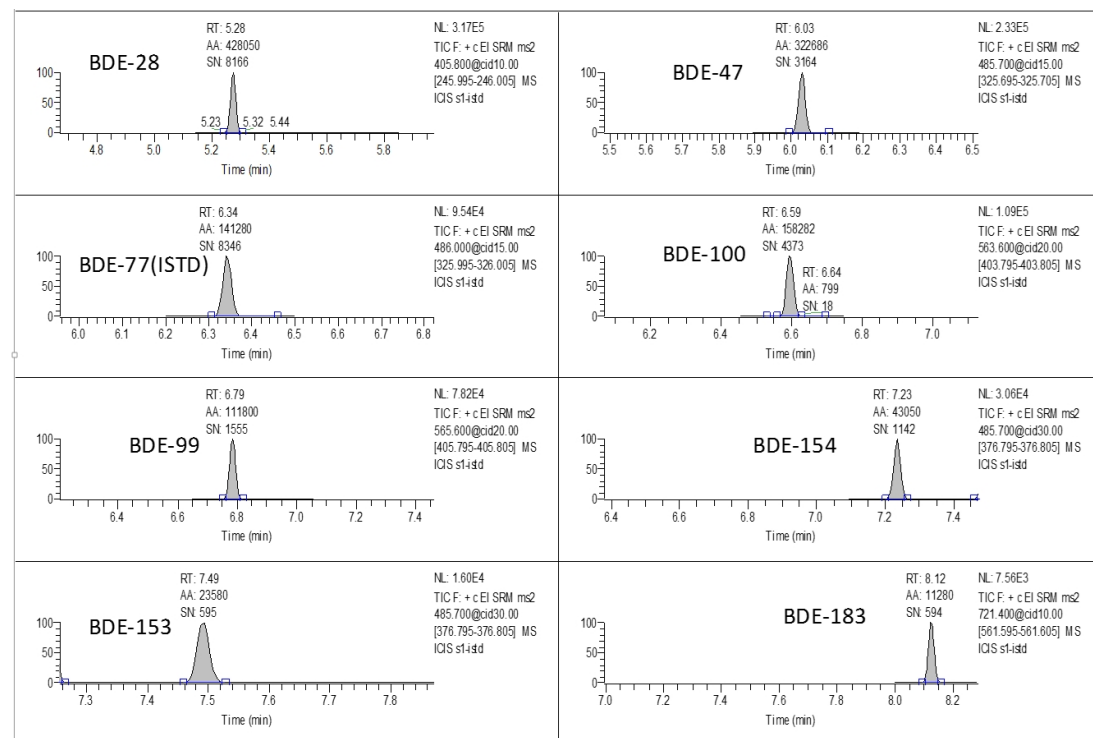 BDE-28
RT: 5.28
AA: 428050
SN: 8166
NL: 3.17E5
TIC F: + c EI SRM ms2
405.800@cid10.00
[245.995-246.005] MS
ICIS s1-istd
100
50
0
5.23 5.32 5.44
4.8 5.0 5.2 5.4 5.6 5.8
Time (min)
BDE-47
RT: 6.03
AA: 322686
SN: 3164
NL: 2.33E5
TIC F: + c EI SRM ms2
485.700@cid15.00
[325.695-325.705] MS
ICIS s1-istd
100
50
0
5.5 5.6 5.7 5.8 5.9 6.0 6.1 6.2 6.3 6.4 6.5
Time (min)
BDE-77(ISTD)
RT: 6.34
AA: 141280
SN: 8346
NL: 9.54E4
TIC F: + c EI SRM ms2
486.000@cid15.00
[325.995-326.005] MS
ICIS s1-istd
100
50
0
6.0 6.1 6.2 6.3 6.4 6.5 6.6 6.7 6.8
Time (min)
BDE-100
RT: 6.59
AA: 158282
SN: 4373
RT: 6.64
AA: 799
SN: 18
NL: 1.09E5
TIC F: + c EI SRM ms2
563.600@cid20.00
[403.795-403.805] MS
ICIS s1-istd
100
50
0
6.2 6.4 6.6 6.8 7.0
Time (min)
BDE-99
RT: 6.79
AA: 111800
SN: 1555
NL: 7.82E4
TIC F: + c EI SRM ms2
565.600@cid20.00
[405.795-405.805] MS
ICIS s1-istd
100
50
0
6.4 6.6 6.8 7.0 7.2 7.4
Time (min)
BDE-154
RT: 7.23
AA: 43050
SN: 1142
NL: 3.06E4
TIC F: + c EI SRM ms2
485.700@cid30.00
[376.795-376.805] MS
ICIS s1-istd
100
50
0
6.4 6.6 6.8 7.0 7.2 7.4
Time (min)
BDE-153
RT: 7.49
AA: 23580
SN: 595
NL: 1.60E4
TIC F: + c EI SRM ms2
485.700@cid30.00
[376.795-376.805] MS
ICIS s1-istd
100
50
0
7.3 7.4 7.5 7.6 7.7 7.8
Time (min)
BDE-183
RT: 8.12
AA: 11280
SN: 594
NL: 7.56E3
TIC F: + c EI SRM ms2
721.400@cid10.00
[561.595-561.605] MS
ICIS s1-istd
100
50
0
7.0 7.2 7.4 7.6 7.8 8.0 8.2
Time (min)